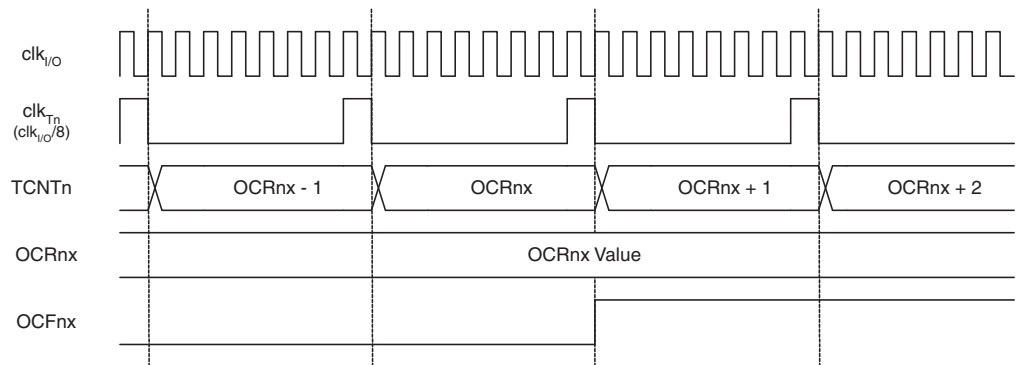 clkI/O
clkTn
(clkI/O/8)
TCNTn OCRnx - 1 OCRnx OCRnx + 1 OCRnx + 2
OCRnx OCRnx Value
OCFnx